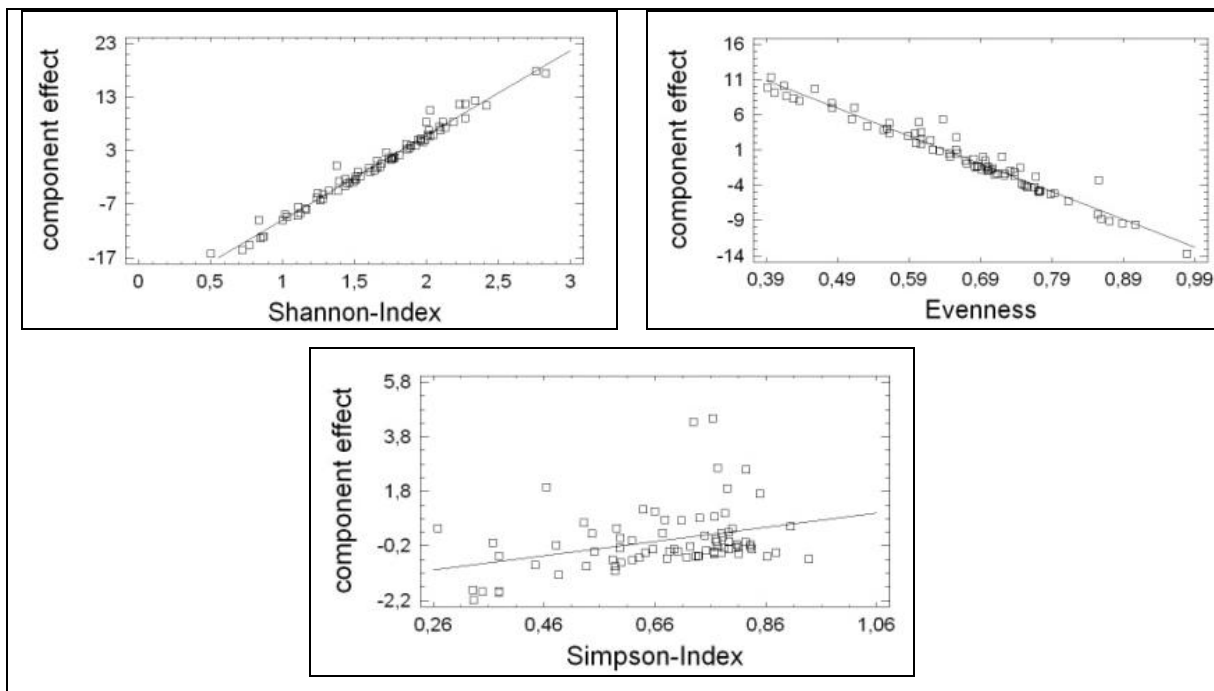 component effect
23
13
3
-7
-17
0 0,5 1 1,5 2 2,5 3
Shannon-Index
component effect
16
11
6
1
-4
-9
-14
0,39 0,49 0,59 0,69 0,79 0,89 0,99
Evenness
component effect
5,8
3,8
1,8
-0,2
-2,2
0,26 0,46 0,66 0,86 1,06
Simpson-Index